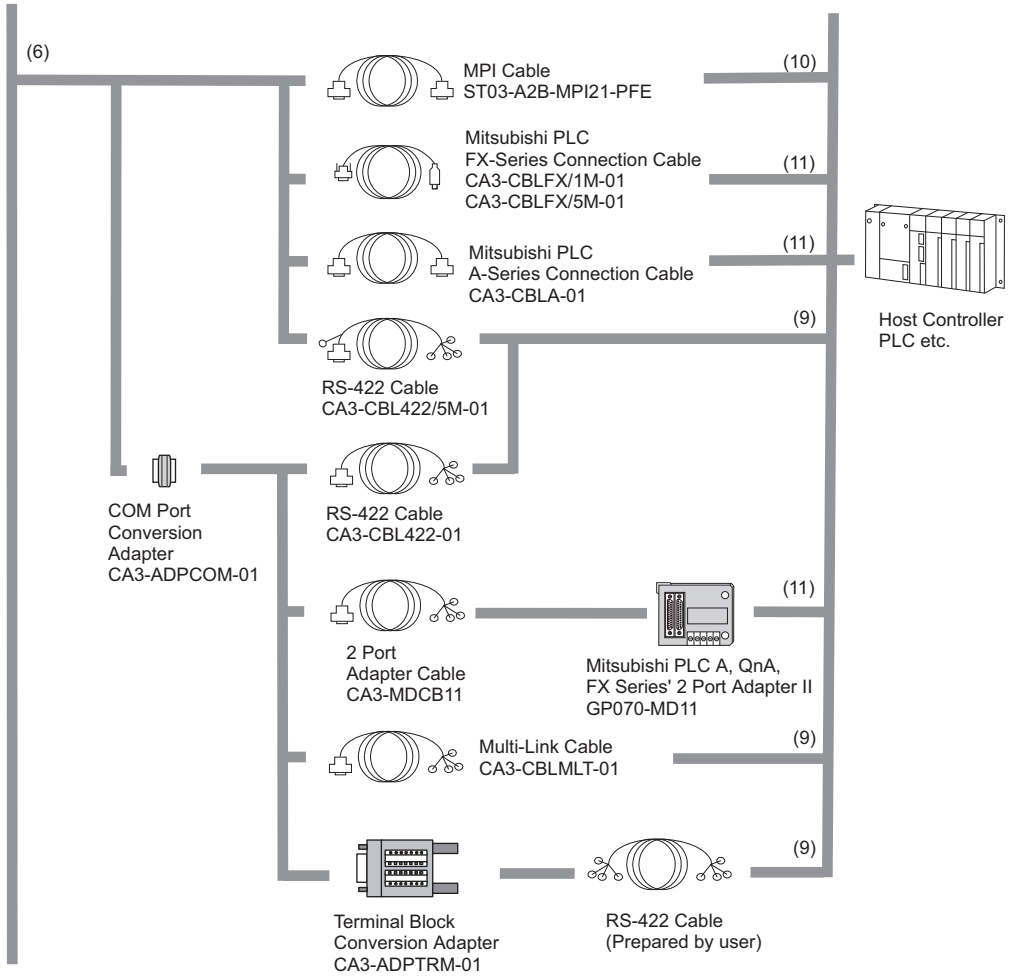 (6)
MPI Cable
ST03-A2B-MPI21-PFE
(10)
Mitsubishi PLC
FX-Series Connection Cable
CA3-CBLFX/1M-01
CA3-CBLFX/5M-01
(11)
Mitsubishi PLC
A-Series Connection Cable
CA3-CBLA-01
(11)
Host Controller
PLC etc.
(9)
RS-422 Cable
CA3-CBL422/5M-01
COM Port
Conversion
Adapter
CA3-ADPCOM-01
RS-422 Cable
CA3-CBL422-01
2 Port
Adapter Cable
CA3-MDCB11
(11)
Mitsubishi PLC A, QnA,
FX Series' 2 Port Adapter II
GP070-MD11
Multi-Link Cable
CA3-CBLMLT-01
(9)
Terminal Block
Conversion Adapter
CA3-ADPTRM-01
RS-422 Cable
(Prepared by user)
(9)